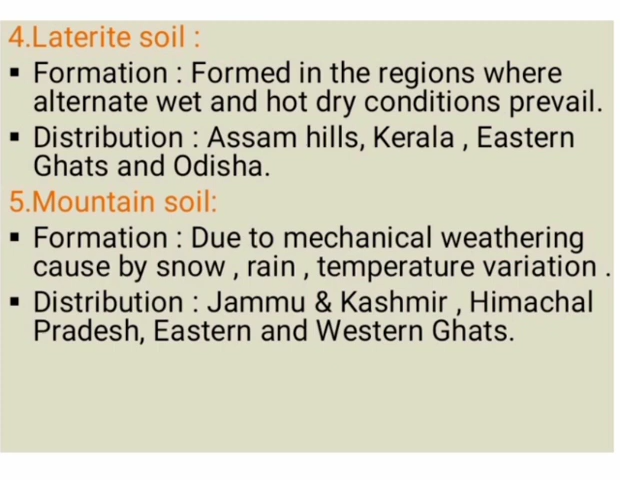 4.Laterite soil :
▪ Formation : Formed in the regions where
alternate wet and hot dry conditions prevail.
▪ Distribution : Assam hills, Kerala , Eastern
Ghats and Odisha.
5.Mountain soil:
▪ Formation : Due to mechanical weathering
cause by snow , rain , temperature variation .
▪ Distribution : Jammu & Kashmir , Himachal
Pradesh, Eastern and Western Ghats.